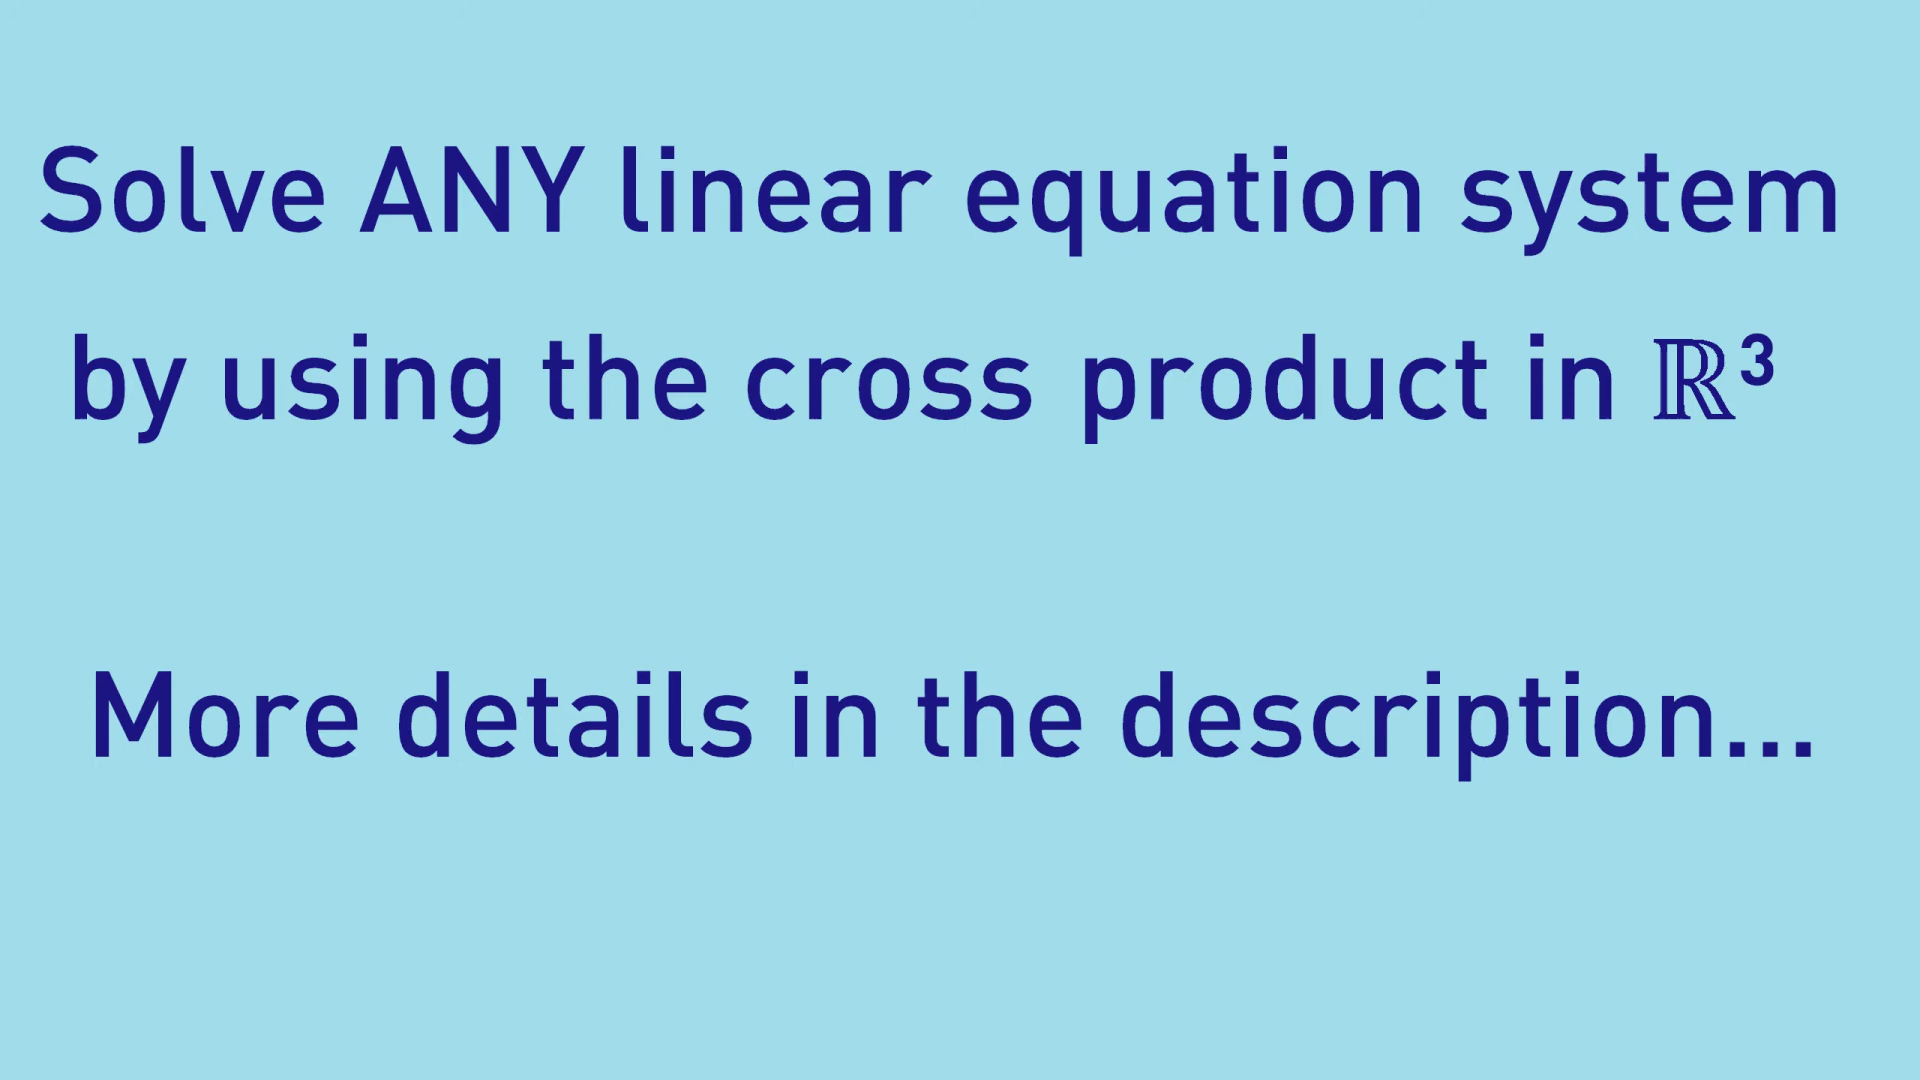 Solve ANY linear equation system
by using the cross product in ℝ³
More details in the description...